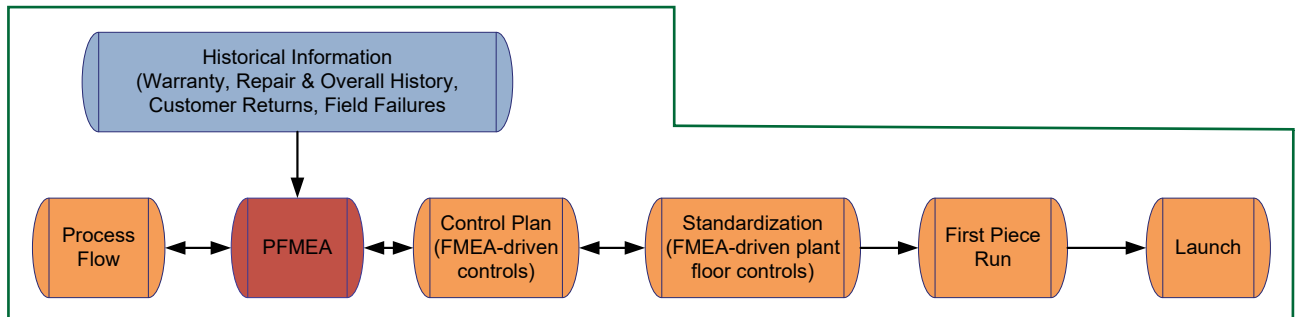 Historical Information
(Warranty, Repair & Overall History,
Customer Returns, Field Failures
Process
Flow
PFMEA
Control Plan
(FMEA-driven
controls)
Standardization
(FMEA-driven plant
floor controls)
First Piece
Run
Launch